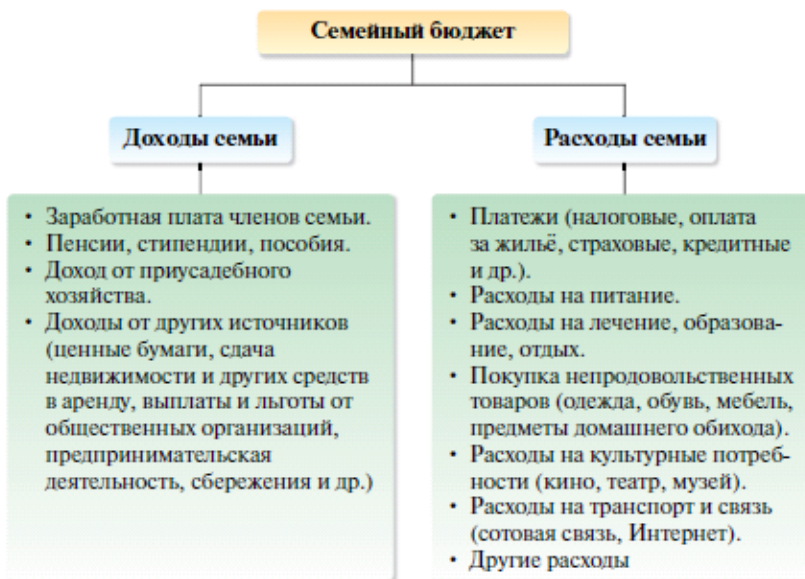 Семейный бюджет
Доходы семьи
• Заработная плата членов семьи.
• Пенсии, стипендии, пособия.
• Доход от приусадебного
хозяйства.
• Доходы от других источников
(ценные бумаги, сдача
недвижимости и других средств
в аренду, выплаты и льготы от
общественных организаций,
предпринимательская
деятельность, сбережения и др.)
Расходы семьи
• Платежи (налоговые, оплата
за жильё, страховые, кредитные
и др.).
• Расходы на питание.
• Расходы на лечение, образова-
ние, отдых.
• Покупка непродовольственных
товаров (одежда, обувь, мебель,
предметы домашнего обихода).
• Расходы на культурные потреб-
ности (кино, театр, музей).
• Расходы на транспорт и связь
(сотовая связь, Интернет).
• Другие расходы